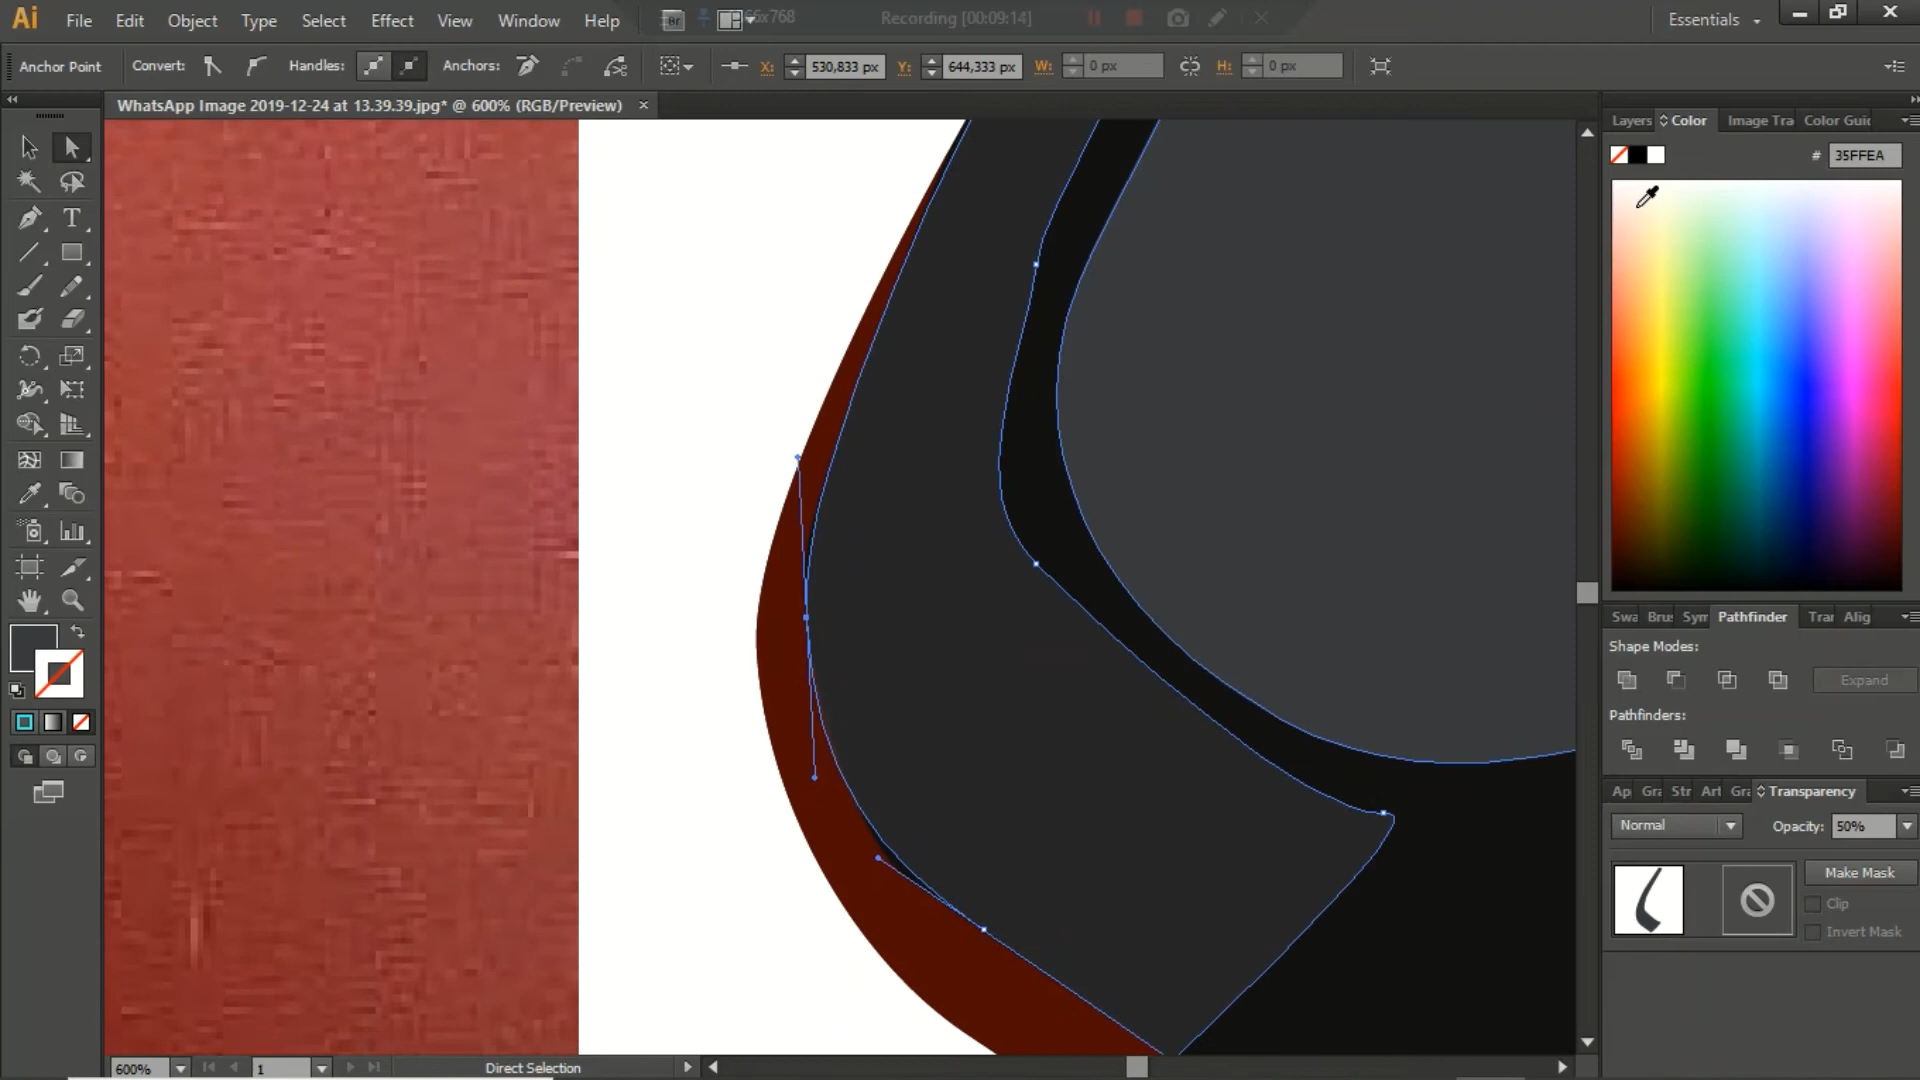 Ai File Edit Object Type Select Effect View Window Help Br 66x768 Recording [00:09:14] Essentials
Anchor Point Convert: Handles: Anchors: X: 530,833 px Y: 644,333 px W: 0 px H: 0 px
WhatsApp Image 2019-12-24 at 13.39.39.jpg* @ 600% (RGB/Preview)
Layers Color Image Tra Color Guid
# 35FFEA
T
Swa Brus Sym Pathfinder Tra Alig
Shape Modes:
Expand
Pathfinders:
Ap Gra Str Art Gra Transparency
Normal Opacity: 50%
Make Mask
Clip
Invert Mask
600% 1 Direct Selection